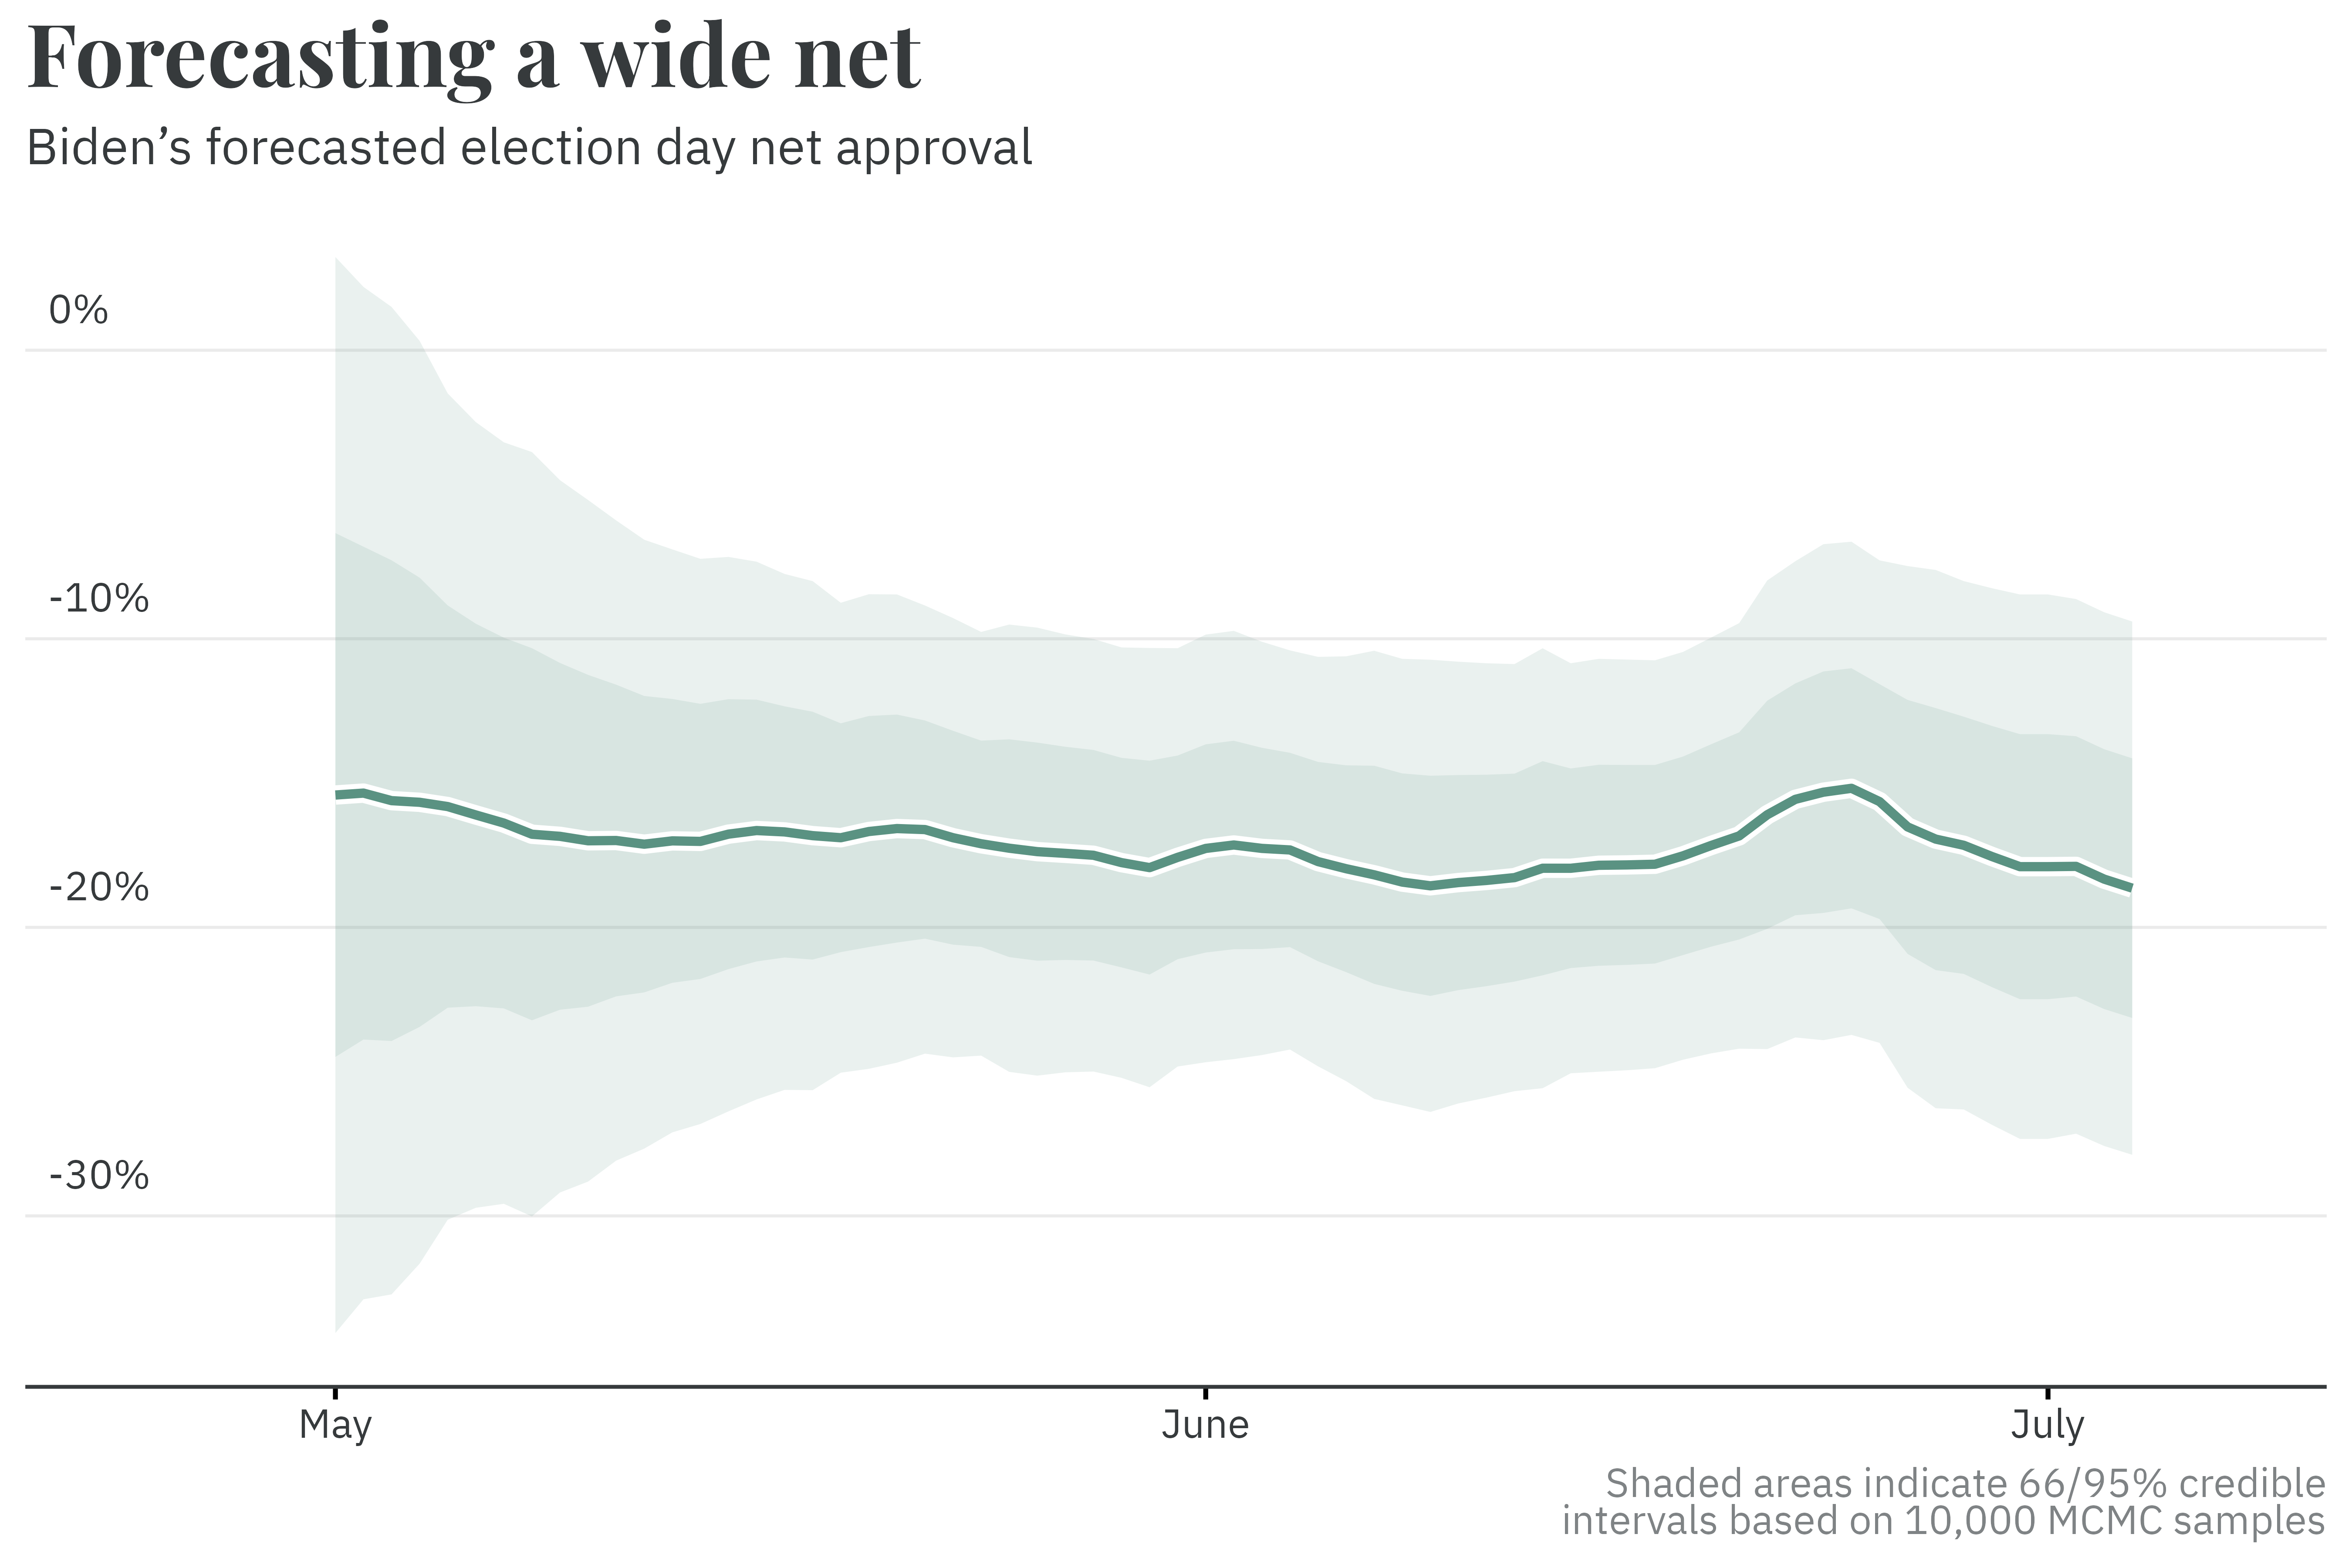 Forecasting a wide net
Biden’s forecasted election day net approval
0%
-10%
-20%
-30%
May
June
July
Shaded areas indicate 66/95% credible
intervals based on 10,000 MCMC samples